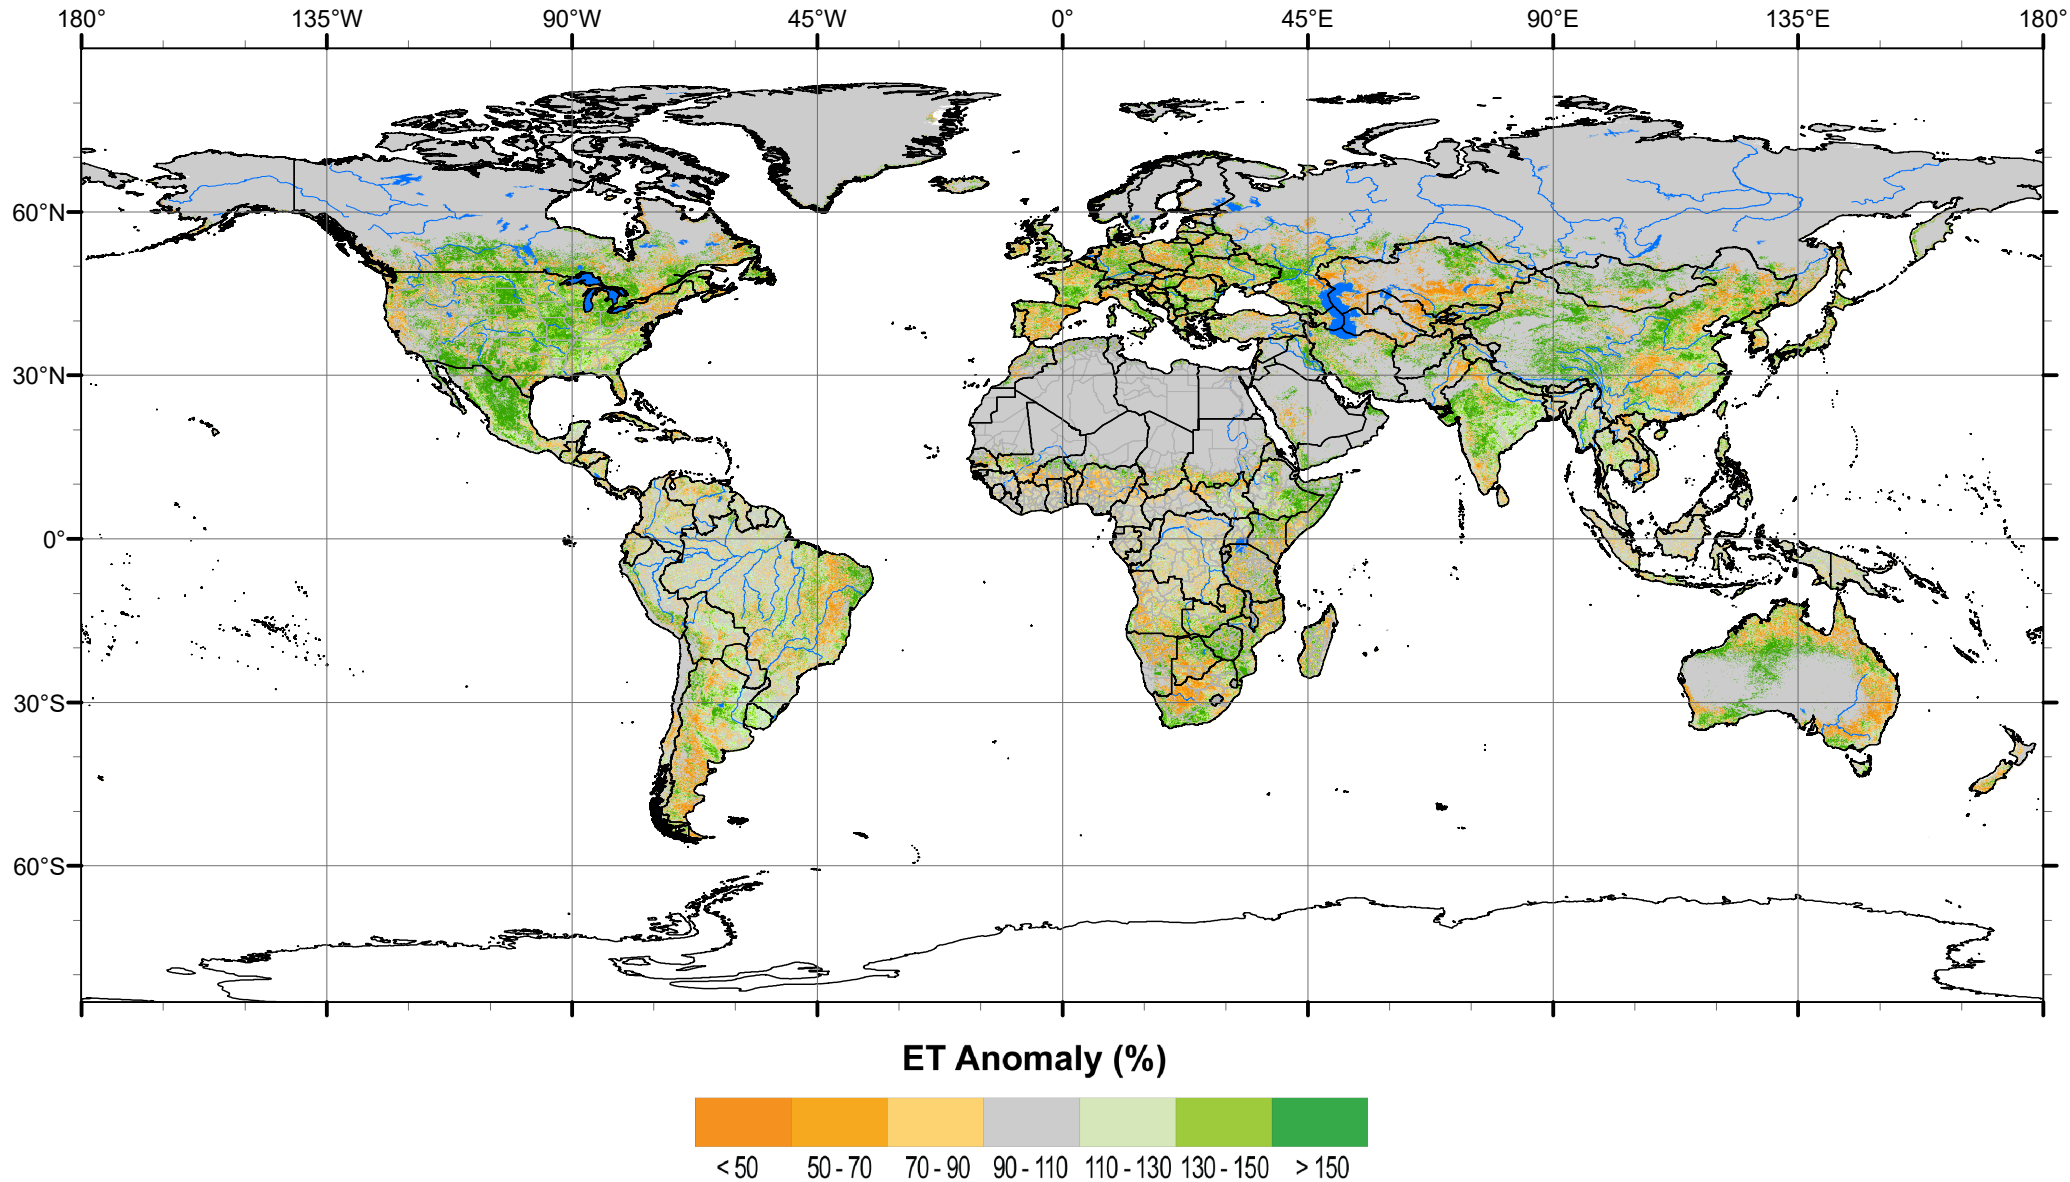 180° 135°W 90°W 45°W 0° 45°E 90°E 135°E 180°
60°N
30°N
0°
30°S
60°S
ET Anomaly (%)
< 50 50 - 70 70 - 90 90 - 110 110 - 130 130 - 150 > 150